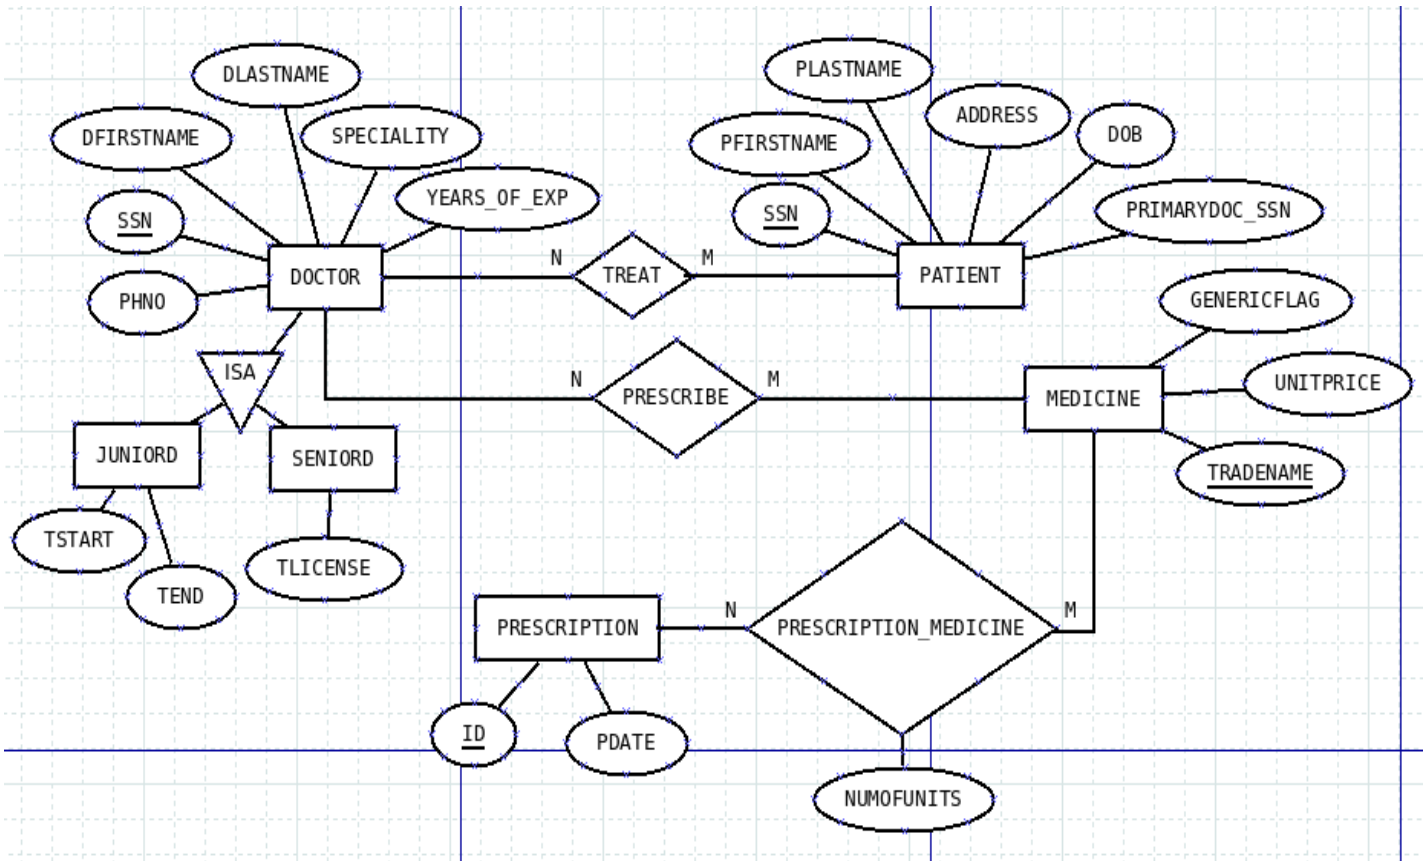 DLASTNAME
DFIRSTNAME
SPECIALITY
SSN
YEARS_OF_EXP
PHNO
DOCTOR
N
TREAT
M
PLASTNAME
PFIRSTNAME
ADDRESS
DOB
SSN
PRIMARYDOC_SSN
PATIENT
ISA
JUNIORD
SENIORD
TSTART
TEND
TLICENSE
N
PRESCRIBE
M
MEDICINE
GENERICFLAG
UNITPRICE
TRADENAME
PRESCRIPTION
N
PRESCRIPTION_MEDICINE
M
ID
PDATE
NUMOFUNITS